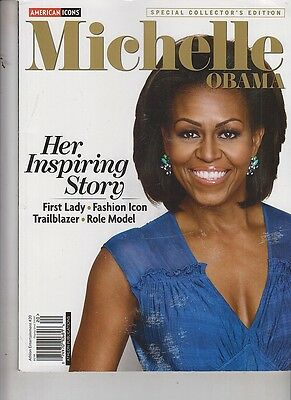 AMERICAN ICONS
SPECIAL COLLECTOR'S EDITION
Michelle
OBAMA
Her
Inspiring
Story
First Lady • Fashion Icon
Trailblazer • Role Model